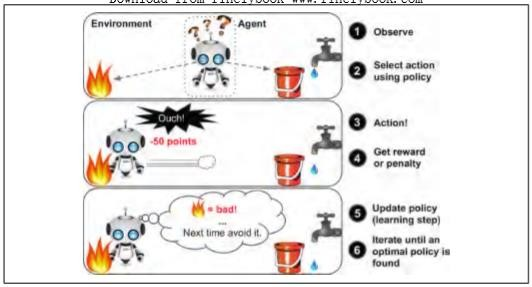 Download from finelybook www.finelybook.com
Environment
Agent
? ? ?
1 Observe
2 Select action
using policy
Ouch!
-50 points
3 Action!
4 Get reward
or penalty
= bad!
...
Next time avoid it.
5 Update policy
(learning step)
6 Iterate until an
optimal policy is
found